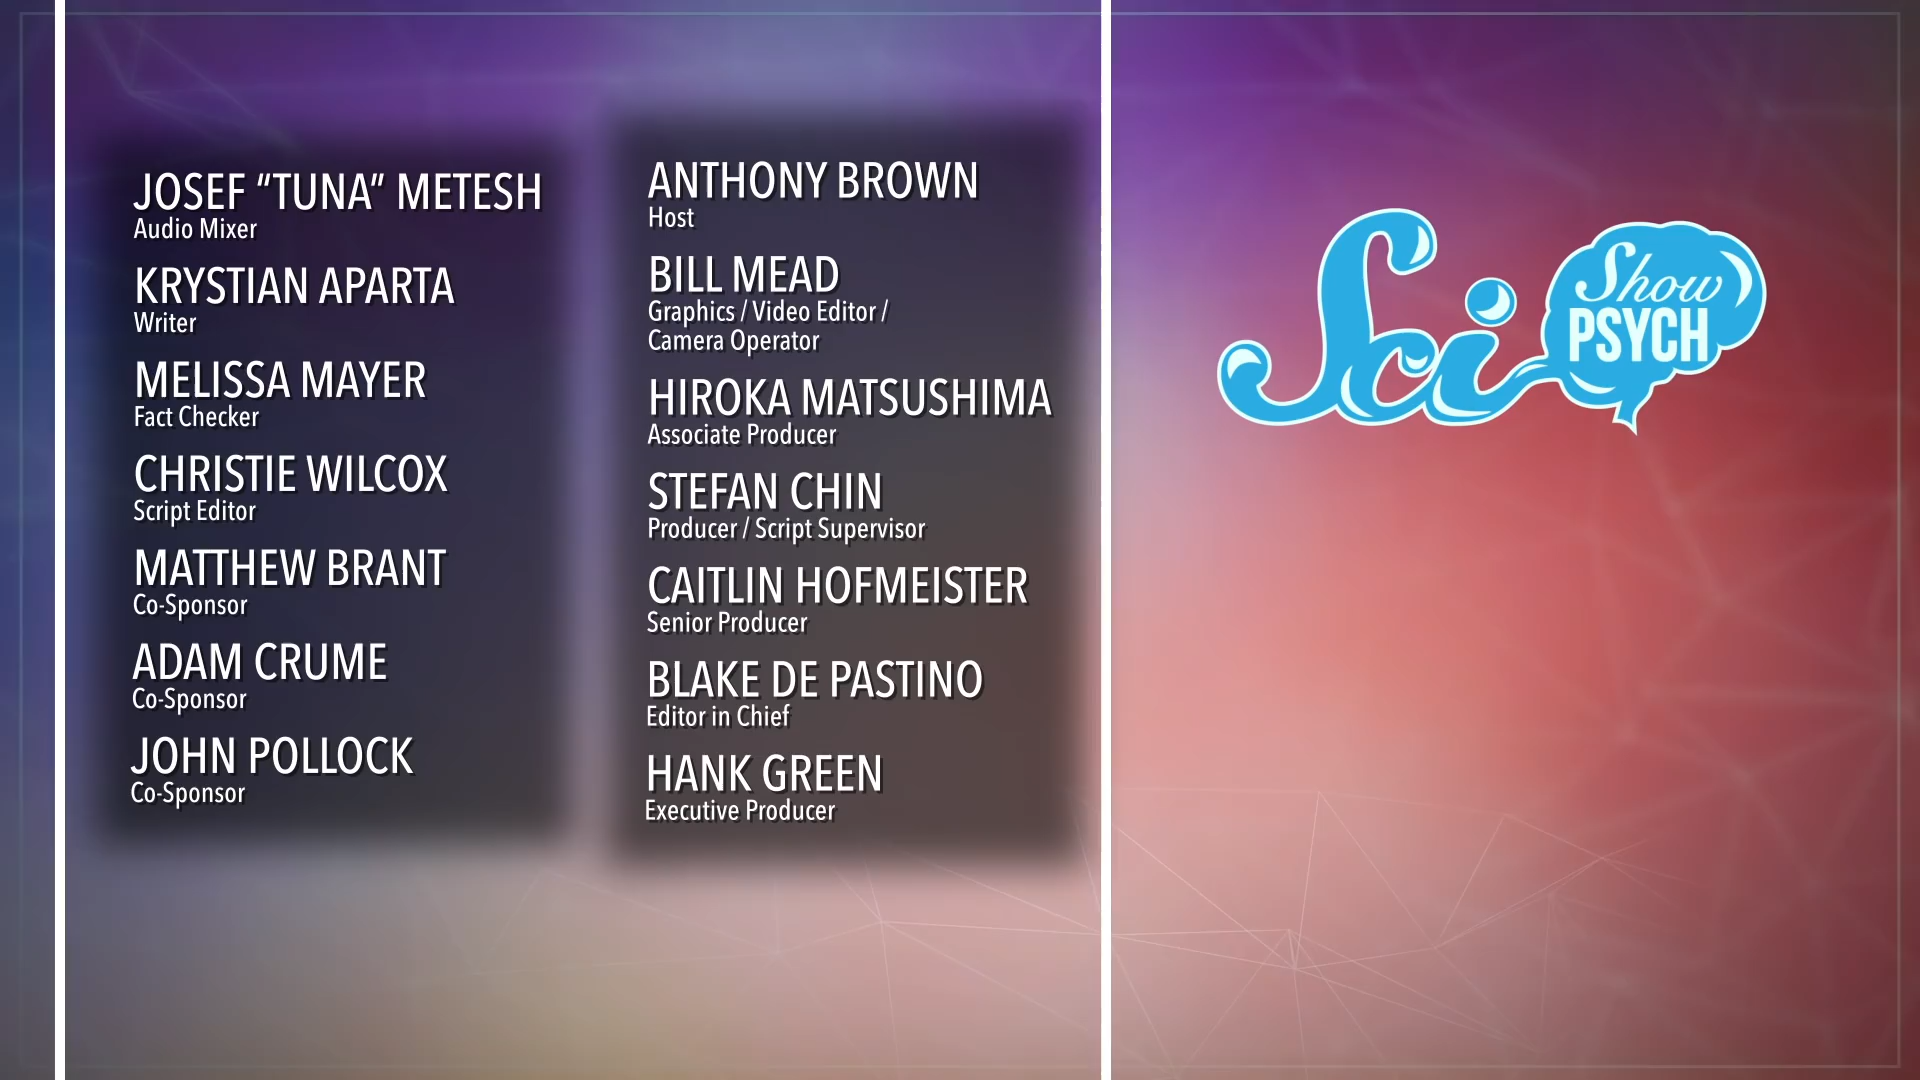 JOSEF “TUNA” METESH
Audio Mixer
KRYSTIAN APARTA
Writer
MELISSA MAYER
Fact Checker
CHRISTIE WILCOX
Script Editor
MATTHEW BRANT
Co-Sponsor
ADAM CRUME
Co-Sponsor
JOHN POLLOCK
Co-Sponsor
ANTHONY BROWN
Host
BILL MEAD
Graphics / Video Editor /
Camera Operator
HIROKA MATSUSHIMA
Associate Producer
STEFAN CHIN
Producer / Script Supervisor
CAITLIN HOFMEISTER
Senior Producer
BLAKE DE PASTINO
Editor in Chief
HANK GREEN
Executive Producer
Sci
Show
PSYCH